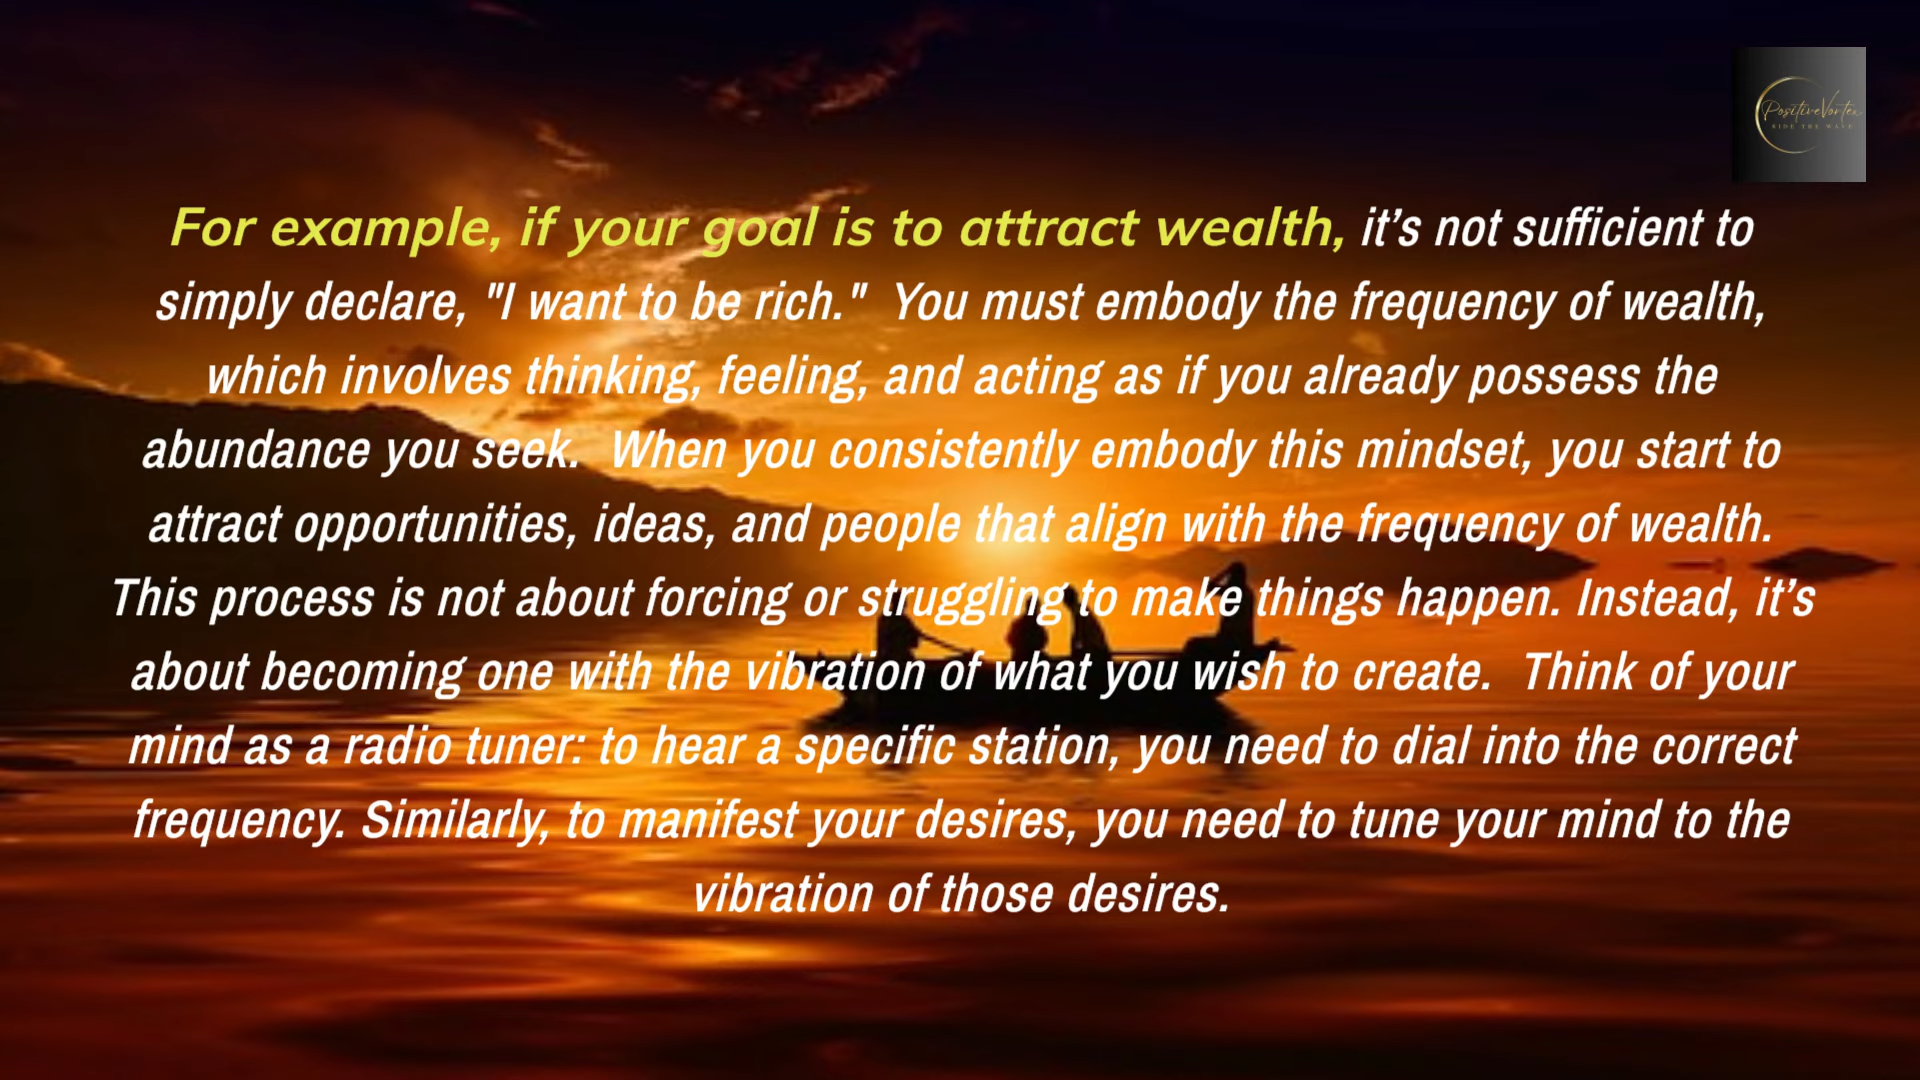 PositiveVortex
RIDE THE WAVE
For example, if your goal is to attract wealth, it’s not sufficient to
simply declare, "I want to be rich."  You must embody the frequency of wealth,
which involves thinking, feeling, and acting as if you already possess the
abundance you seek.  When you consistently embody this mindset, you start to
attract opportunities, ideas, and people that align with the frequency of wealth.
This process is not about forcing or struggling to make things happen. Instead, it’s
about becoming one with the vibration of what you wish to create.  Think of your
mind as a radio tuner: to hear a specific station, you need to dial into the correct
frequency. Similarly, to manifest your desires, you need to tune your mind to the
vibration of those desires.